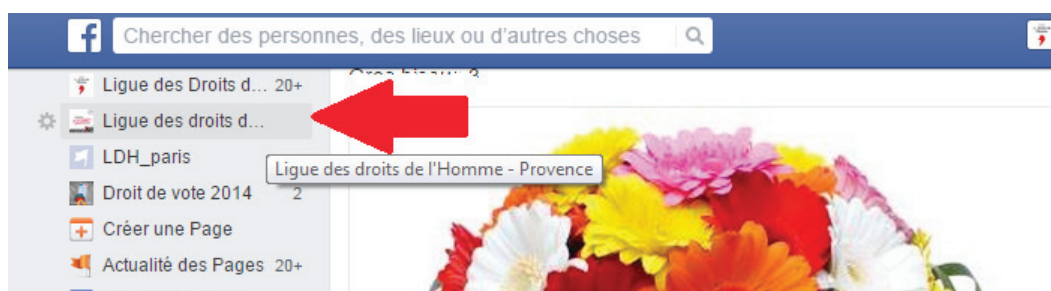 f Chercher des personnes, des lieux ou d'autres choses
Ligue des Droits d... 20+
Ligue des droits d...
LDH_paris
Ligue des droits de l'Homme - Provence
Droit de vote 2014 2
Créer une Page
Actualité des Pages 20+